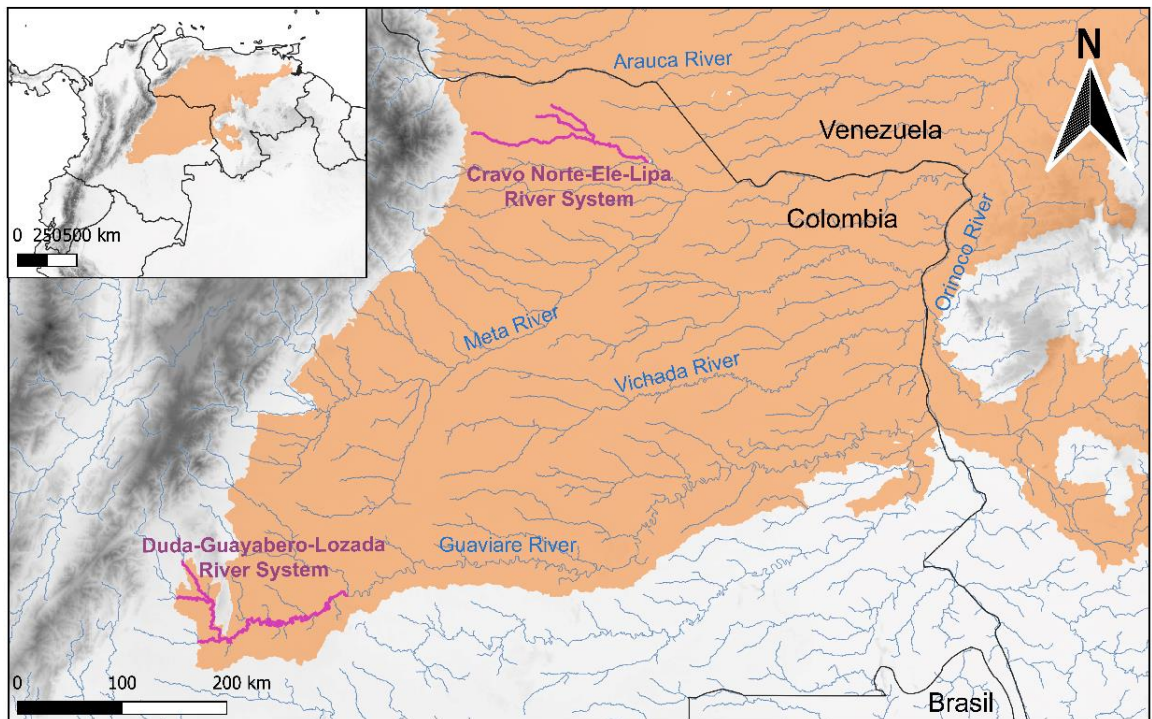 0 250500 km
Arauca River
N
Venezuela
Cravo Norte-Ele-Lipa
River System
Colombia
Orinoco River
Meta River
Vichada River
Duda-Guayabero-Lozada
River System
Guaviare River
0 100 200 km
Brasil